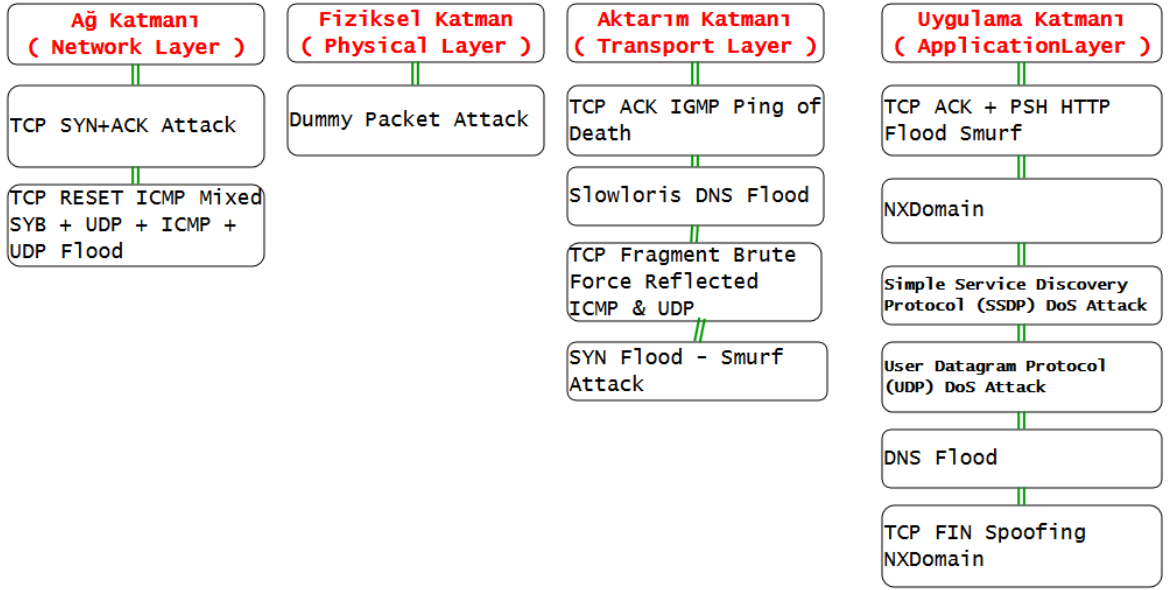 Ağ Katmanı
( Network Layer )
TCP SYN+ACK Attack
TCP RESET ICMP Mixed
SYB + UDP + ICMP +
UDP Flood
Fiziksel Katman
( Physical Layer )
Dummy Packet Attack
Aktarım Katmanı
( Transport Layer )
TCP ACK IGMP Ping of
Death
Slowloris DNS Flood
TCP Fragment Brute
Force Reflected
ICMP & UDP
SYN Flood - Smurf
Attack
Uygulama Katmanı
( ApplicationLayer )
TCP ACK + PSH HTTP
Flood Smurf
NXDomain
Simple Service Discovery
Protocol (SSDP) DoS Attack
User Datagram Protocol
(UDP) DoS Attack
DNS Flood
TCP FIN Spoofing
NXDomain